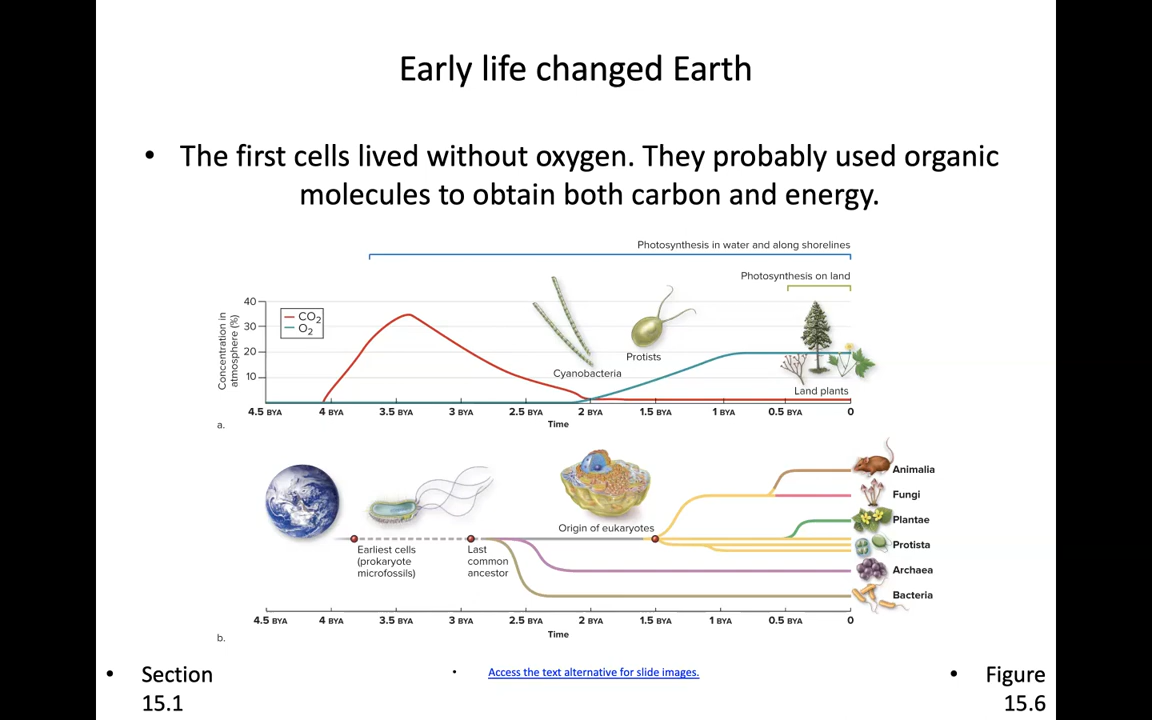 Early life changed Earth
• The first cells lived without oxygen. They probably used organic
molecules to obtain both carbon and energy.
Photosynthesis in water and along shorelines
Photosynthesis on land
Concentration in
atmosphere (%)
40
30
20
10
CO2
O2
Cyanobacteria
Protists
Land plants
4.5 BYA 4 BYA 3.5 BYA 3 BYA 2.5 BYA 2 BYA 1.5 BYA 1 BYA 0.5 BYA 0
Time
a.
Animalia
Fungi
Plantae
Protista
Archaea
Bacteria
Origin of eukaryotes
Earliest cells
(prokaryote
microfossils)
Last
common
ancestor
4.5 BYA 4 BYA 3.5 BYA 3 BYA 2.5 BYA 2 BYA 1.5 BYA 1 BYA 0.5 BYA 0
Time
b.
• Section
15.1
• Access the text alternative for slide images.
• Figure
15.6